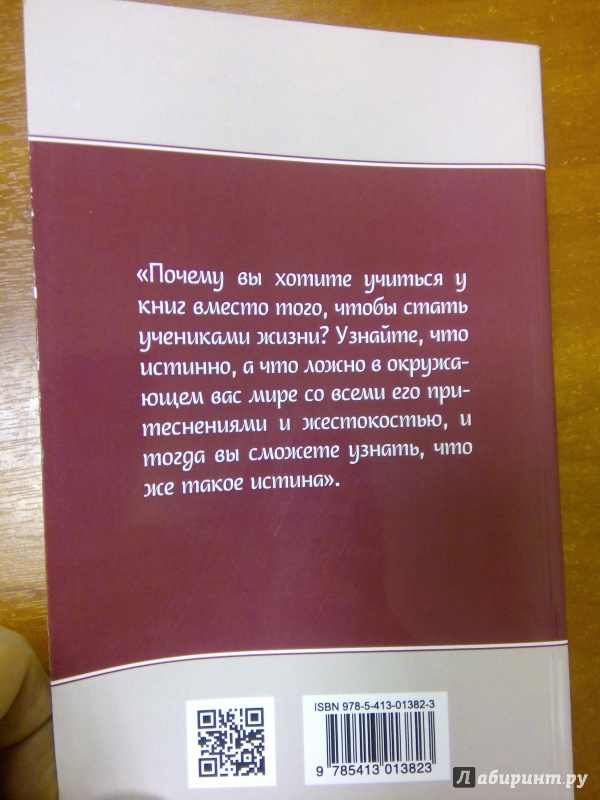 «Почему вы хотите учиться у
книг вместо того, чтобы стать
учениками жизни? Узнайте, что
истинно, а что ложно в окружа-
ющем вас мире со всеми его при-
теснениями и жестокостью, и
тогда вы сможете узнать, что
же такое истина».
ISBN 978-5-413-01382-3
9 785413 013823
Лабиринт.ру